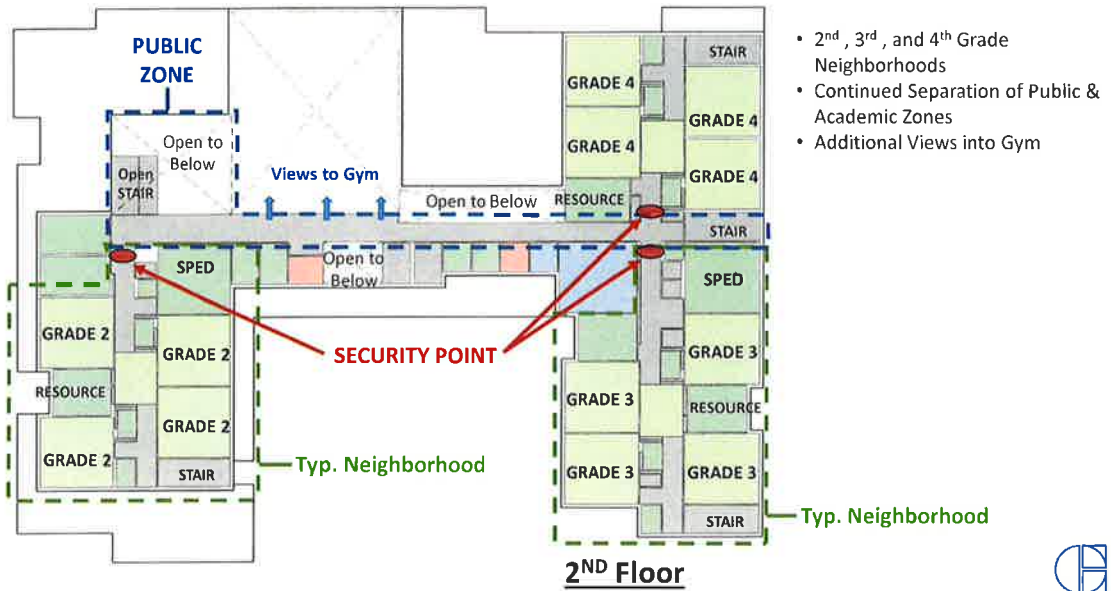 PUBLIC
ZONE
Open to
Below
Open
STAIR
Views to Gym
Open to Below
GRADE 4
GRADE 4
RESOURCE
STAIR
GRADE 4
GRADE 4
STAIR
• 2nd , 3rd , and 4th Grade
Neighborhoods
• Continued Separation of Public &
Academic Zones
• Additional Views into Gym
SPED
Open to
Below
SPED
GRADE 2
GRADE 2
RESOURCE
GRADE 2
GRADE 2
STAIR
SECURITY POINT
GRADE 3
GRADE 3
RESOURCE
GRADE 3
GRADE 3
STAIR
Typ. Neighborhood
Typ. Neighborhood
2ND Floor